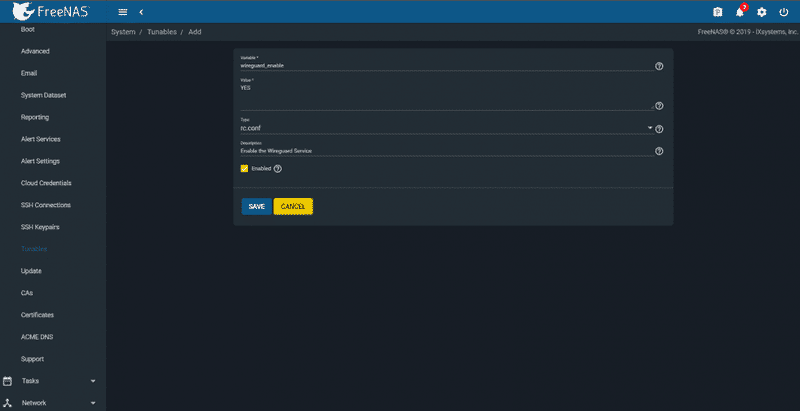 FreeNAS®
7
System / Tunables / Add
FreeNAS® © 2019 - iXsystems, Inc.
Boot
Advanced
Email
System Dataset
Reporting
Alert Services
Alert Settings
Cloud Credentials
SSH Connections
SSH Keypairs
Tunables
Update
CAs
Certificates
ACME DNS
Support
Tasks
Network
Variable *
wireguard_enable
Value *
YES
Type
rc.conf
Description
Enable the Wireguard Service
Enabled
SAVE CANCEL